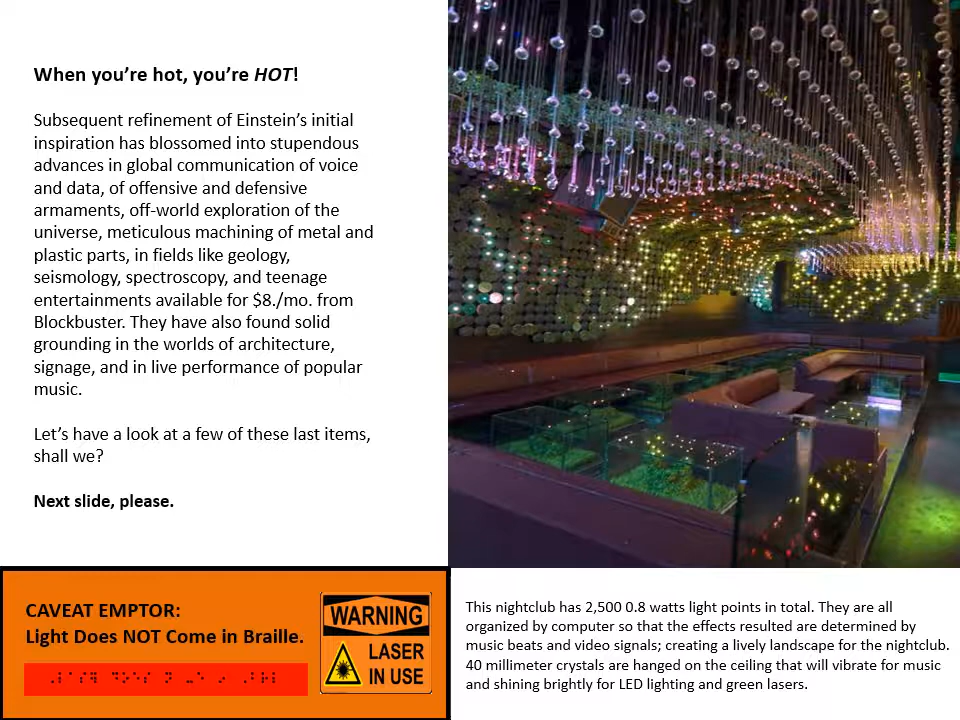 When you're hot, you're HOT!
Subsequent refinement of Einstein's initial
inspiration has blossomed into stupendous
advances in global communication of voice
and data, of offensive and defensive
armaments, off-world exploration of the
universe, meticulous machining of metal and
plastic parts, in fields like geology,
seismology, spectroscopy, and teenage
entertainments available for $8./mo. from
Blockbuster. They have also found solid
grounding in the worlds of architecture,
signage, and in live performance of popular
music.
Let's have a look at a few of these last items,
shall we?
Next slide, please.
CAVEAT EMPTOR:
Light Does NOT Come in Braille.
WARNING
LASER
IN USE
This nightclub has 2,500 0.8 watts light points in total. They are all
organized by computer so that the effects resulted are determined by
music beats and video signals; creating a lively landscape for the nightclub.
40 millimeter crystals are hanged on the ceiling that will vibrate for music
and shining brightly for LED lighting and green lasers.